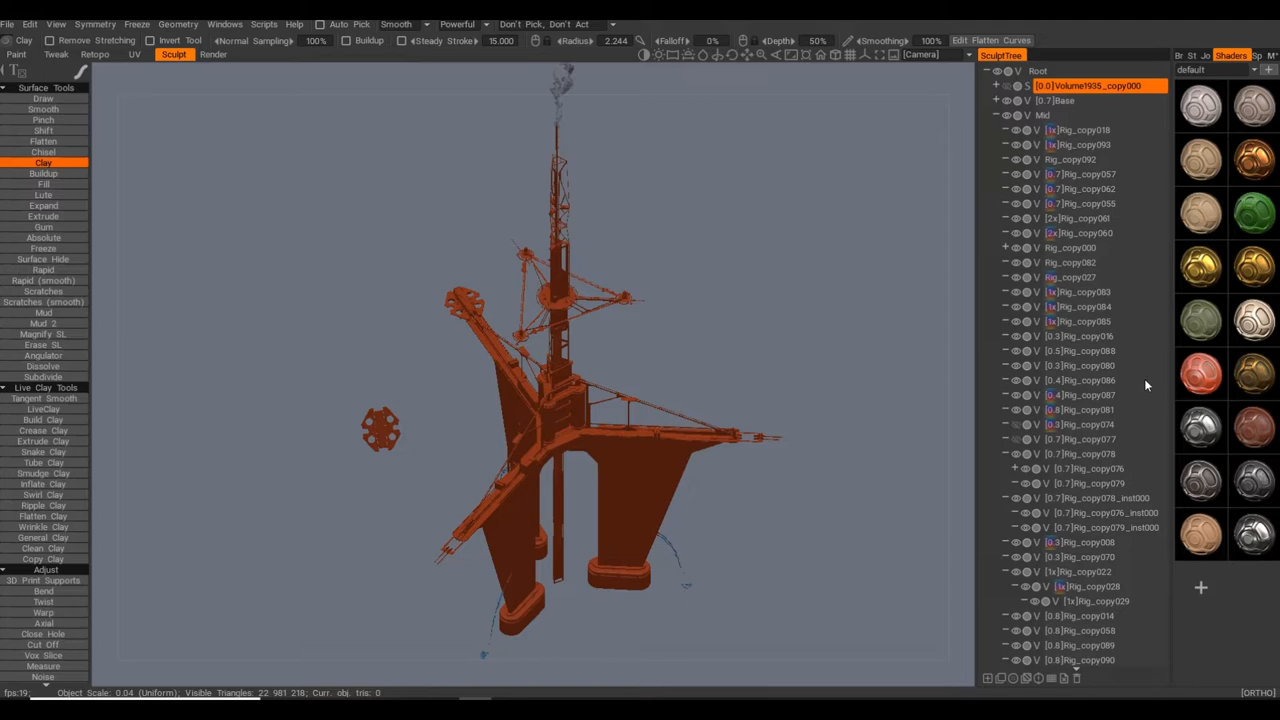 File Edit View Symmetry Freeze Geometry Windows Scripts Help Auto Pick Smooth Powerful Don't Pick, Don't Act
Clay Remove Stretching Invert Tool Normal Sampling 100% Buildup Steady Stroke 15.000 Radius 2.244 Falloff 0% Depth 50% Smoothing 100% Edit Flatten Curves
Paint Tweak Retopo UV Sculpt Render [Camera] SculptTree Br St Jo Shaders Sp M
default
Surface Tools
Draw
Smooth
Pinch
Shift
Flatten
Chisel
Clay
Buildup
Fill
Lute
Expand
Extrude
Gum
Absolute
Freeze
Surface Hide
Rapid
Rapid (smooth)
Scratches
Scratches (smooth)
Mud
Mud 2
Magnify SL
Erase SL
Angulator
Dissolve
Subdivide
Live Clay Tools
Tangent Smooth
LiveClay
Build Clay
Crease Clay
Extrude Clay
Snake Clay
Tube Clay
Smudge Clay
Inflate Clay
Swirl Clay
Ripple Clay
Flatten Clay
Wrinkle Clay
General Clay
Clean Clay
Copy Clay
Adjust
3D Print Supports
Bend
Twist
Warp
Axial
Close Hole
Cut Off
Vox Slice
Measure
Noise
V Root
S [0.0]Volume1935_copy000
V [0.7]Base
V Mid
V [1x]Rig_copy018
V [1x]Rig_copy093
V Rig_copy092
V [0.7]Rig_copy057
V [0.7]Rig_copy062
V [0.7]Rig_copy055
V [2x]Rig_copy061
V [2x]Rig_copy060
V Rig_copy000
V Rig_copy082
V Rig_copy027
V [1x]Rig_copy083
V [1x]Rig_copy084
V [1x]Rig_copy085
V [0.3]Rig_copy016
V [0.5]Rig_copy088
V [0.3]Rig_copy080
V [0.4]Rig_copy086
V [0.4]Rig_copy087
V [0.8]Rig_copy081
V [0.3]Rig_copy074
V [0.7]Rig_copy077
V [0.7]Rig_copy078
V [0.7]Rig_copy076
V [0.7]Rig_copy079
V [0.7]Rig_copy078_inst000
V [0.7]Rig_copy076_inst000
V [0.7]Rig_copy079_inst000
V [0.3]Rig_copy008
V [0.3]Rig_copy070
V [1x]Rig_copy022
V [1x]Rig_copy028
V [1x]Rig_copy029
V [0.8]Rig_copy014
V [0.8]Rig_copy058
V [0.8]Rig_copy089
V [0.8]Rig_copy090
fps:19; Object Scale: 0.04 (Uniform); Visible Triangles: 22 981 218; Curr. obj. tris: 0 [ORTHO]